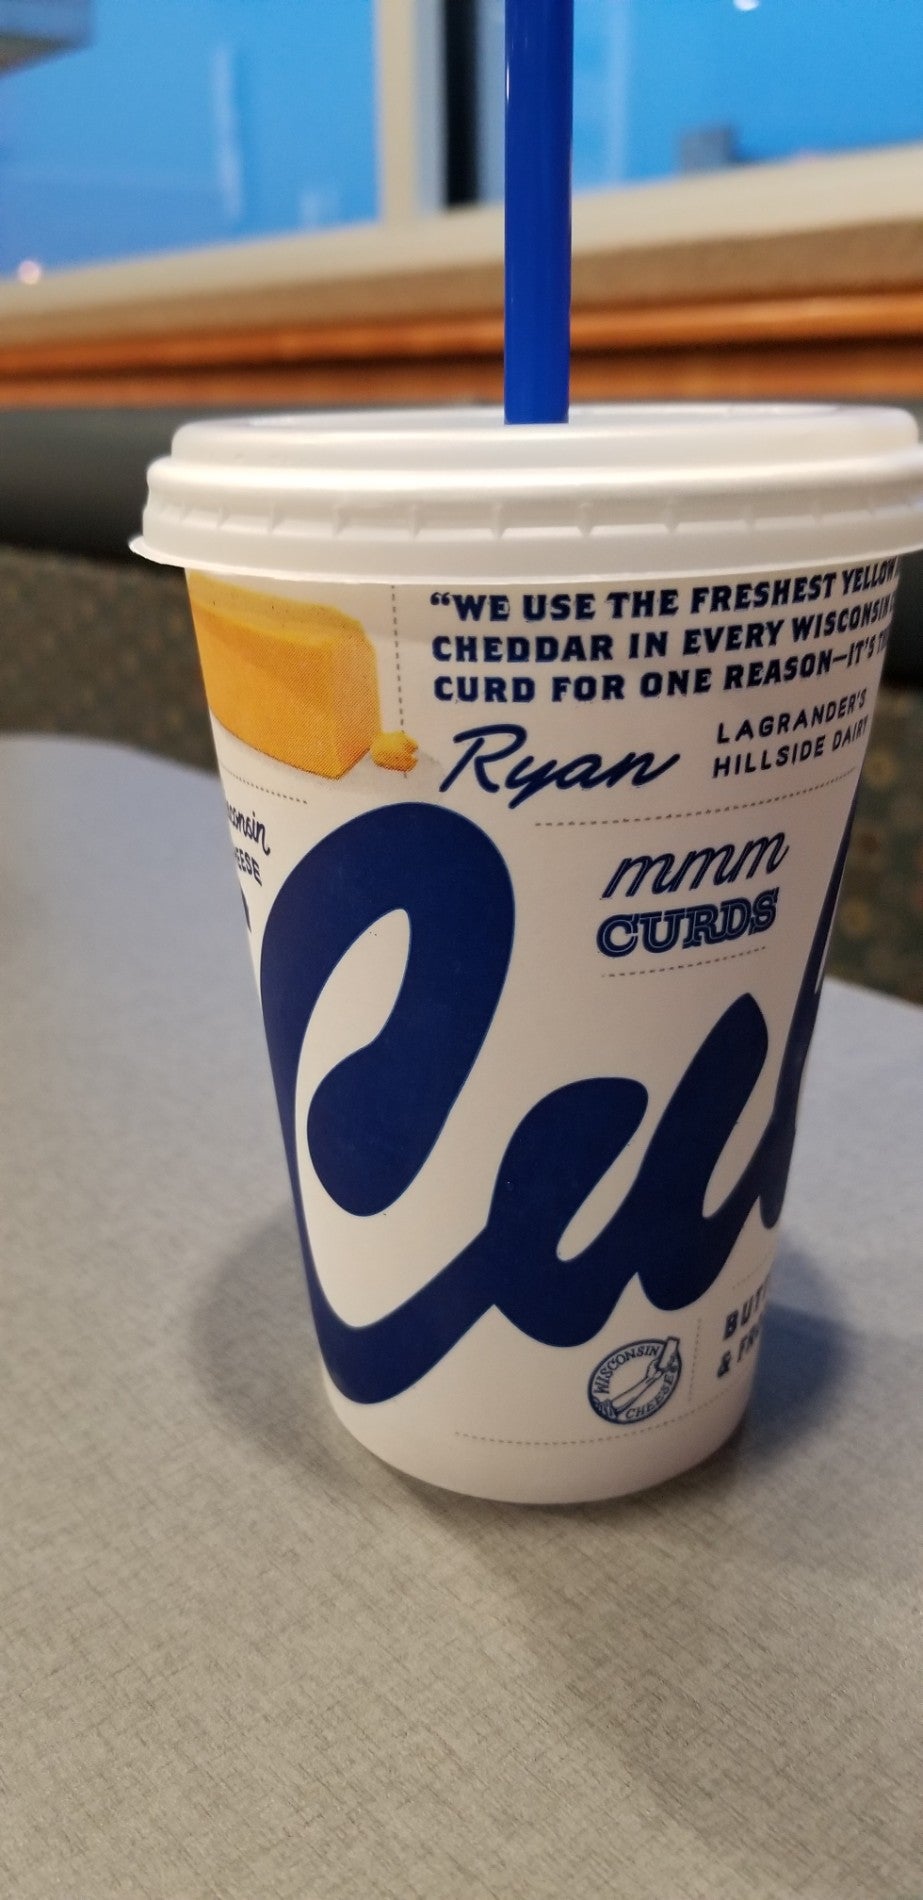 "WE USE THE FRESHEST YELLOW
CHEDDAR IN EVERY WISCONSIN
CURD FOR ONE REASON—IT'S
Ryan
LAGRANDER'S
HILLSIDE DAIRY
mmm
CURDS
WISCONSIN
CHEESE
&